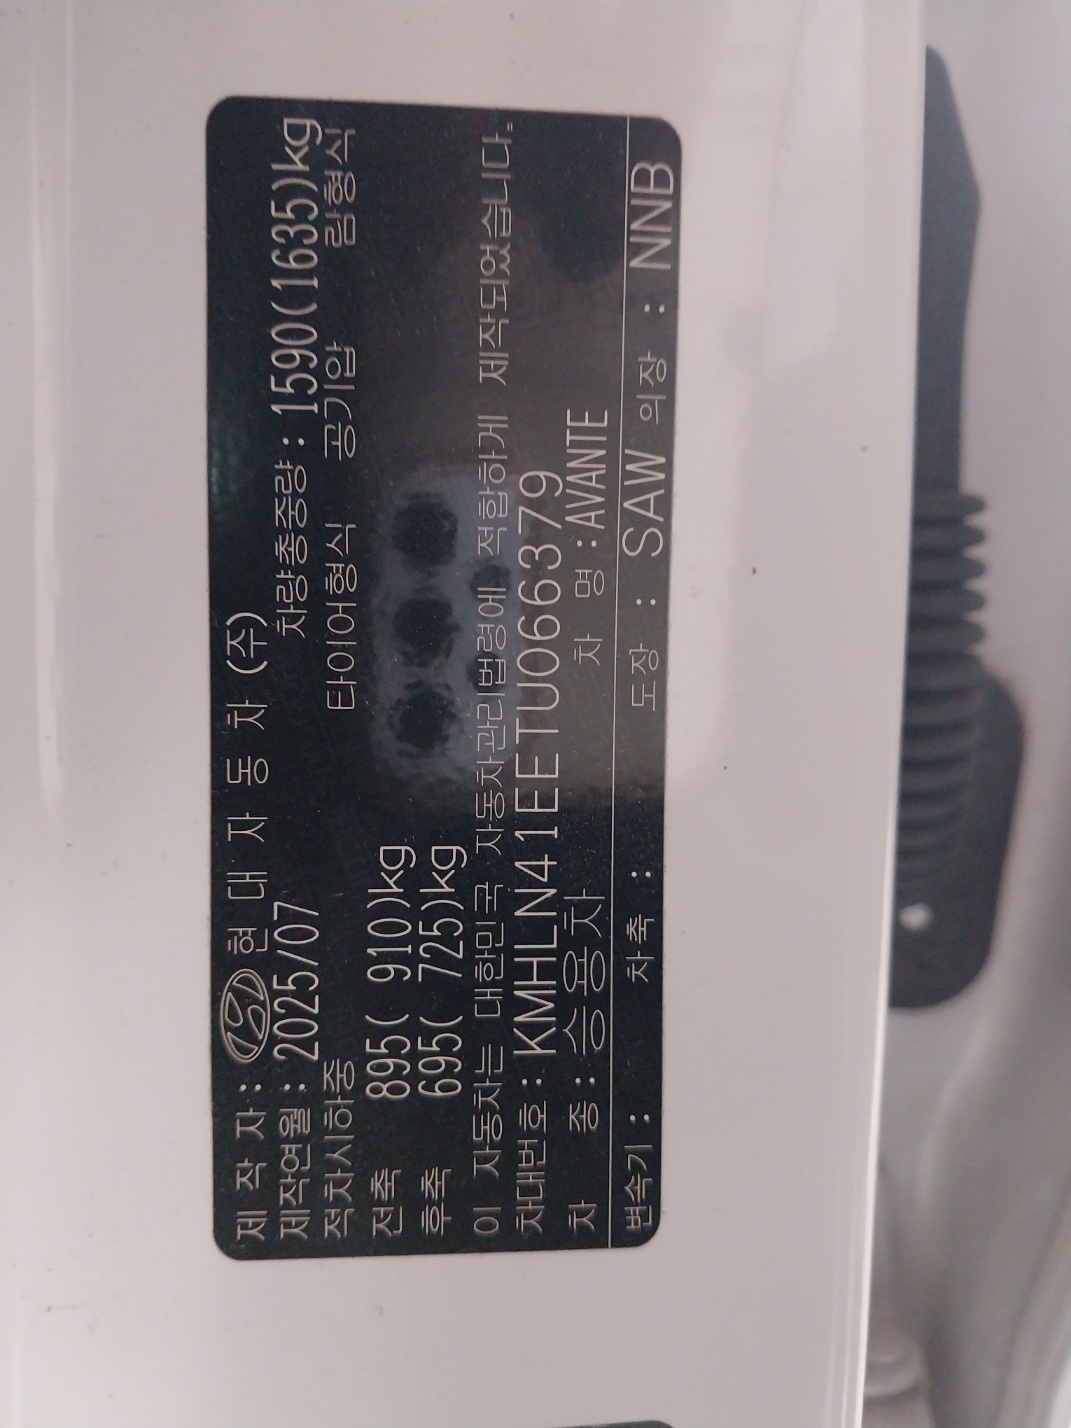 제 작 자 : 현 대 자 동 차 (주)
제작연월 : 2025/07 차량총중량 : 1590(1635)kg
적차시하중 타이어형식 공기압 림형식
전축 895( 910)kg
후축 695( 725)kg
이 자동차는 대한민국 자동차관리법령에 적합하게 제작되었습니다.
차대번호 : KMHLN41EETU066379
차 종 : 승용차 차 명 : AVANTE
변속기 : 차축 : 도장 : SAW 의장 : NNB